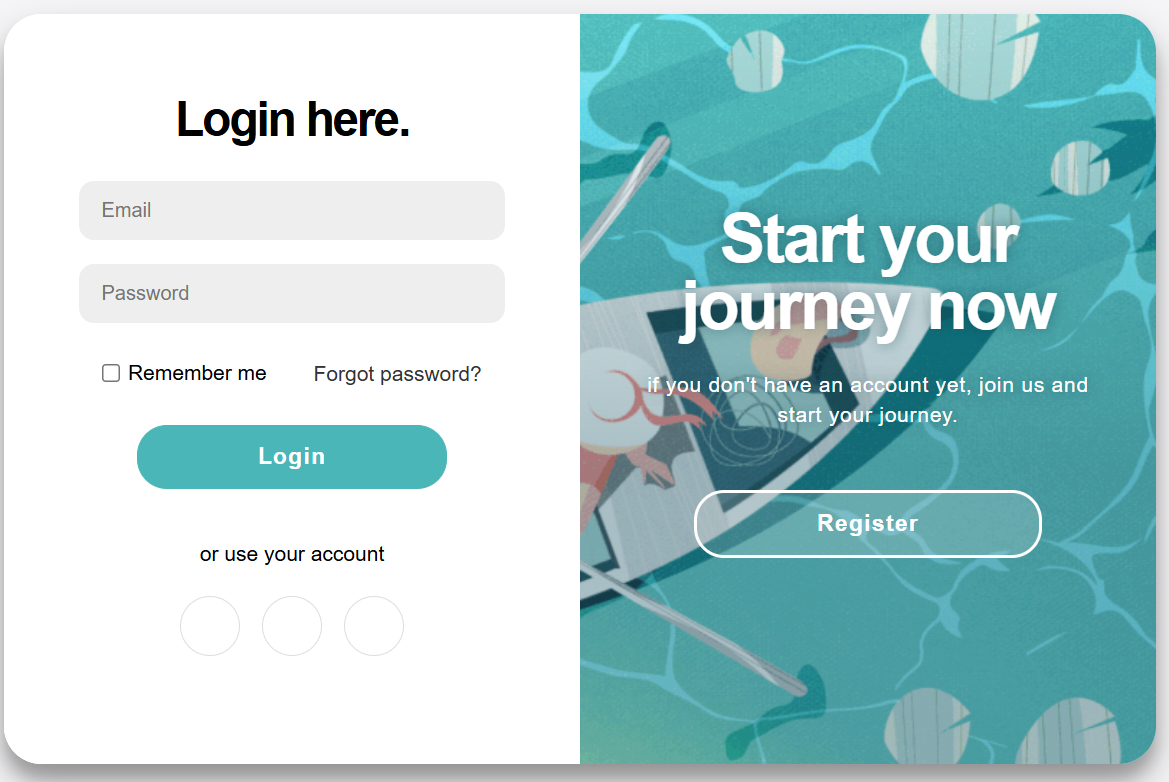 Login here.
Email
Password
Remember me
Forgot password?
Login
or use your account
Start your
journey now
if you don't have an account yet, join us and
start your journey.
Register